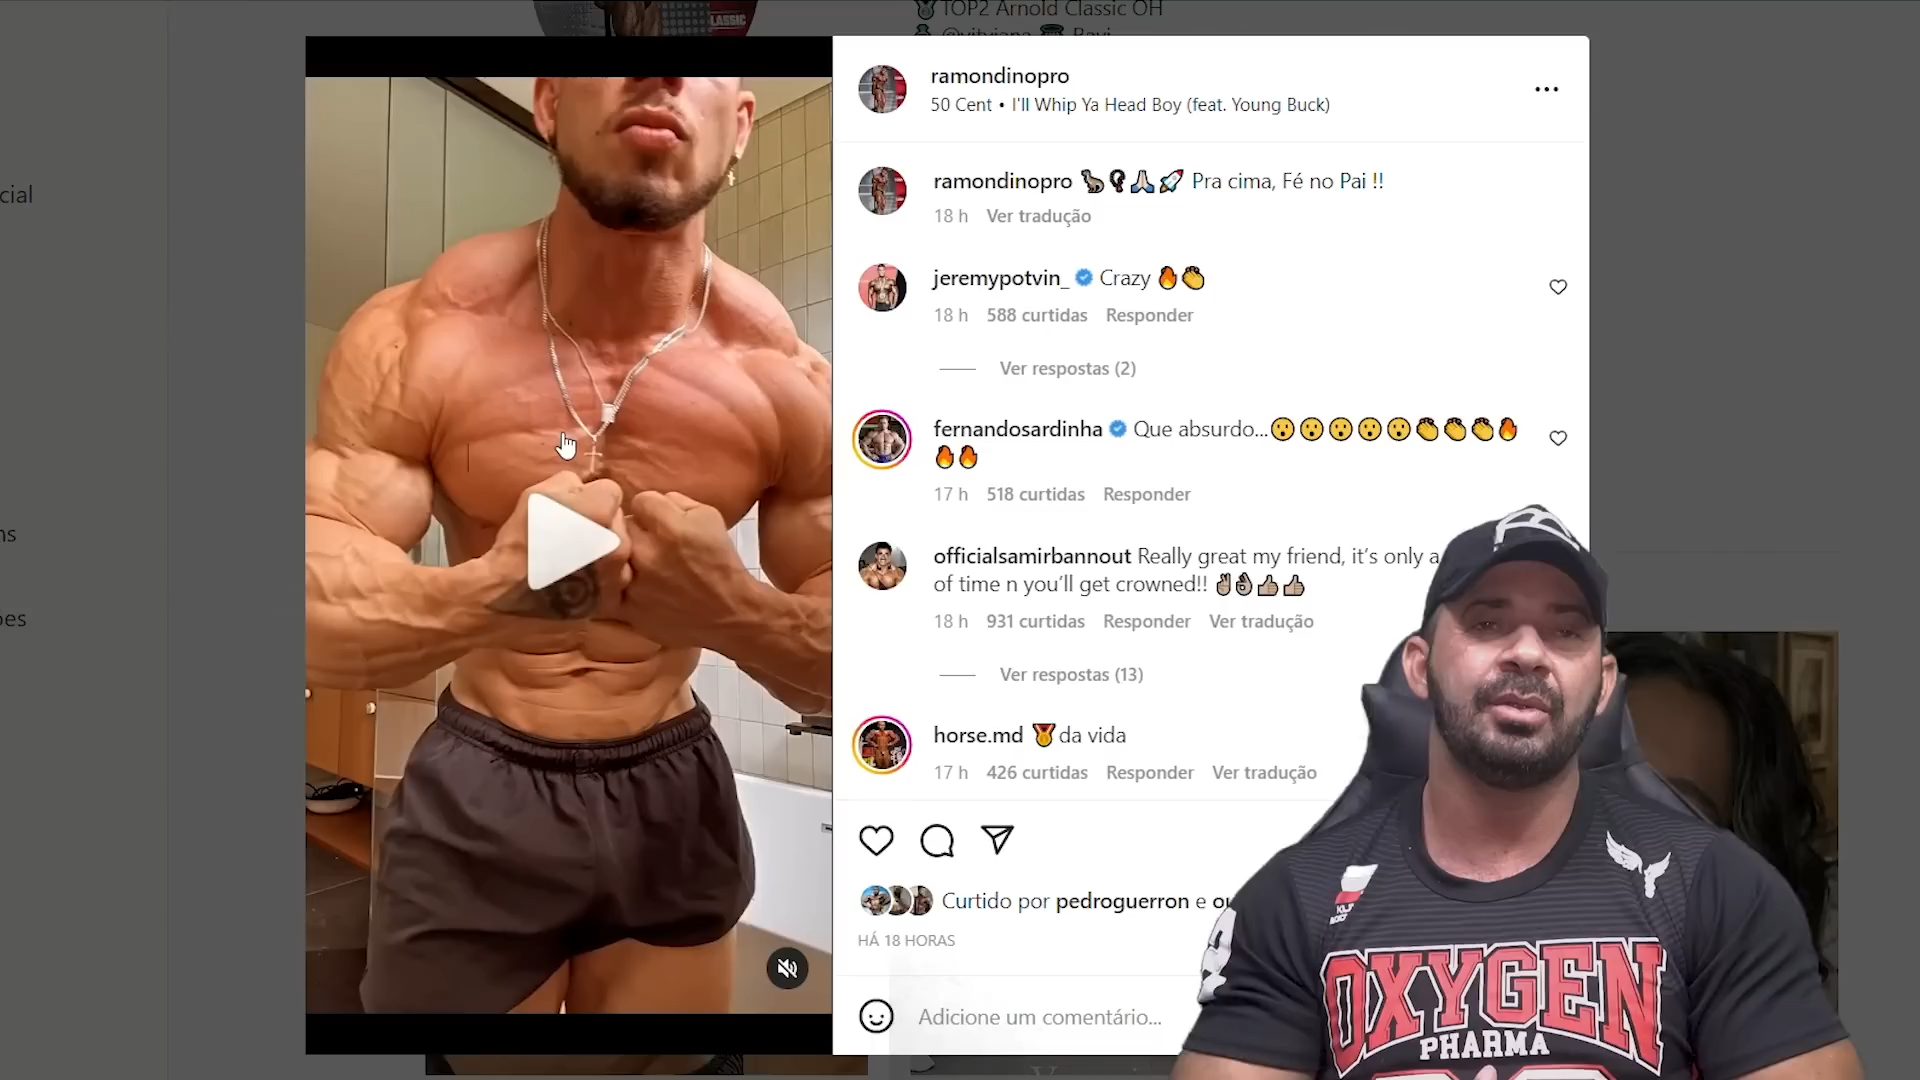 CLASSIC
TOP2 Arnold Classic OH
cial
ramondinopro
50 Cent • I'll Whip Ya Head Boy (feat. Young Buck)
ramondinopro 🦕🌪🙏🏻🚀 Pra cima, Fé no Pai !!
18 h Ver tradução
jeremypotvin_ Crazy 🔥👏
18 h 588 curtidas Responder
Ver respostas (2)
fernandosardinha Que absurdo...😮😮😮😮😮👏👏👏🔥
🔥🔥
17 h 518 curtidas Responder
officialsamirbannout Really great my friend, it’s only a
of time n you’ll get crowned!! ✌🏼👌🏼👍🏼👍🏼
18 h 931 curtidas Responder Ver tradução
Ver respostas (13)
horse.md 🏅 da vida
17 h 426 curtidas Responder Ver tradução
Curtido por pedroguerron e ou
HÁ 18 HORAS
Adicione um comentário...
OXYGEN
PHARMA